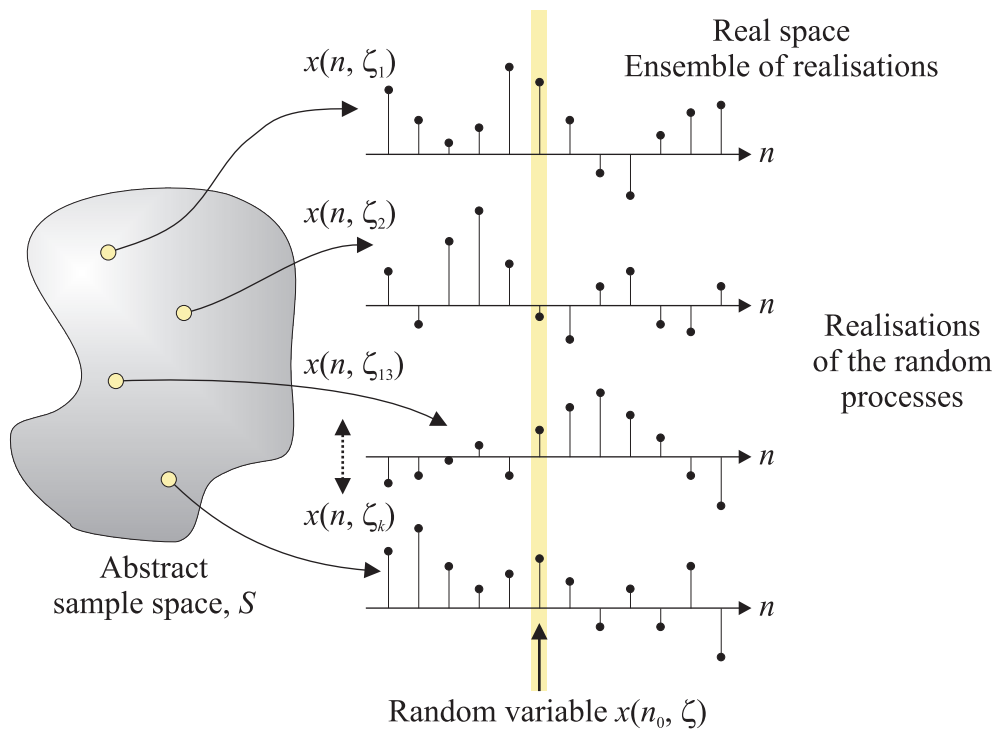 Real space
Ensemble of realisations
x(n, ζ₁)
n
x(n, ζ₂)
n
Realisations
of the random
processes
x(n, ζ₁₃)
n
x(n, ζₖ)
n
Abstract
sample space, S
Random variable x(n₀, ζ)